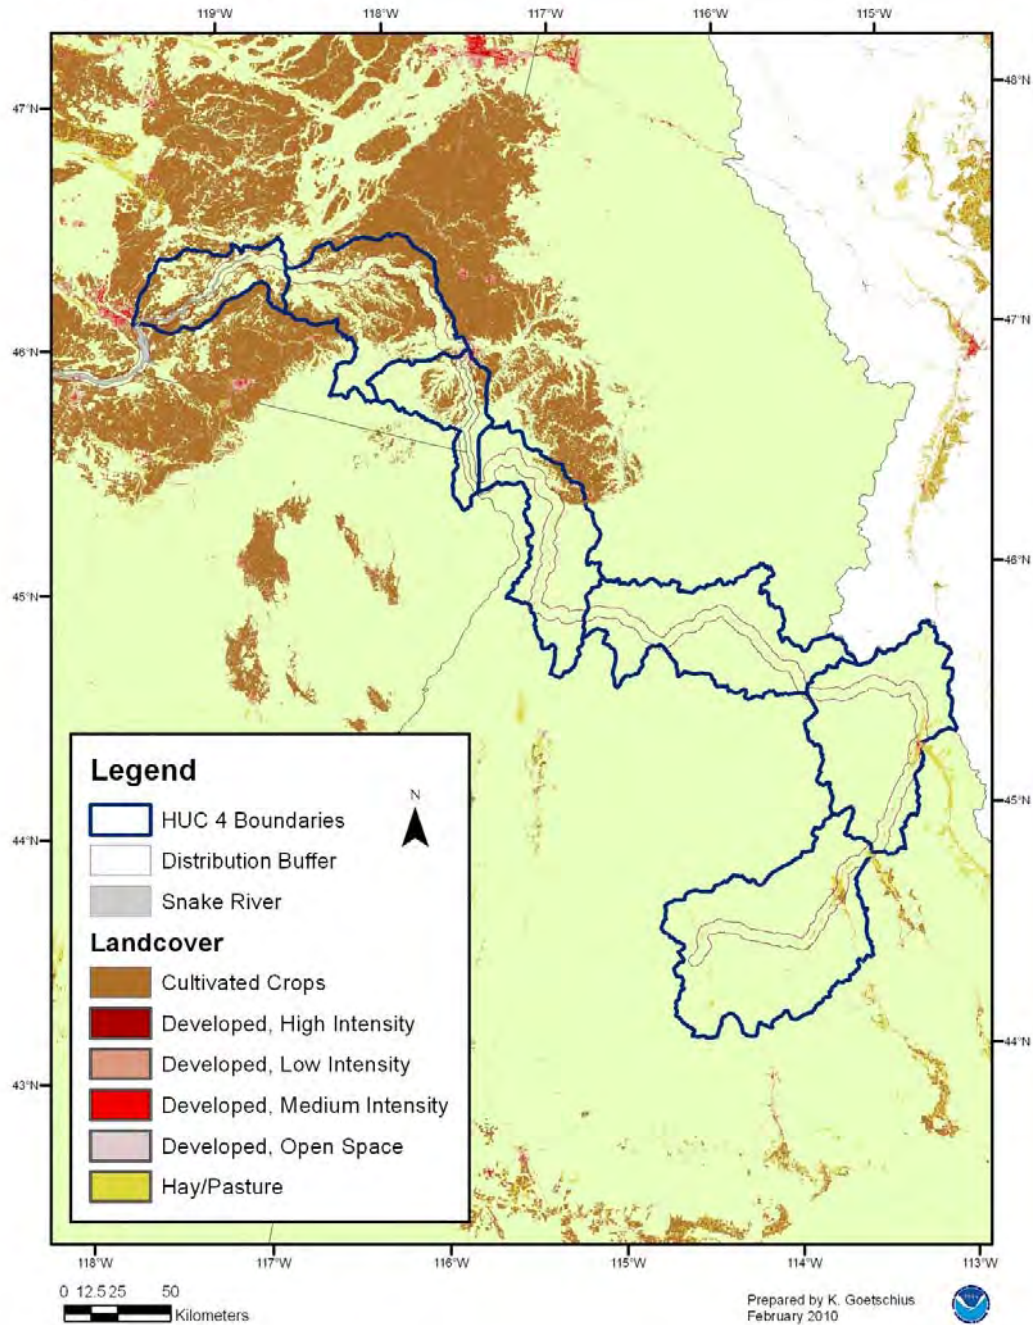 119°W 118°W 117°W 116°W 115°W
48°N
47°N
47°N
46°N
46°N
45°N
45°N
44°N
44°N
43°N
118°W 117°W 116°W 115°W 114°W 113°W
Legend
N
HUC 4 Boundaries
Distribution Buffer
Snake River
Landcover
Cultivated Crops
Developed, High Intensity
Developed, Low Intensity
Developed, Medium Intensity
Developed, Open Space
Hay/Pasture
0 12.525 50
Kilometers
Prepared by K. Goetschius
February 2010